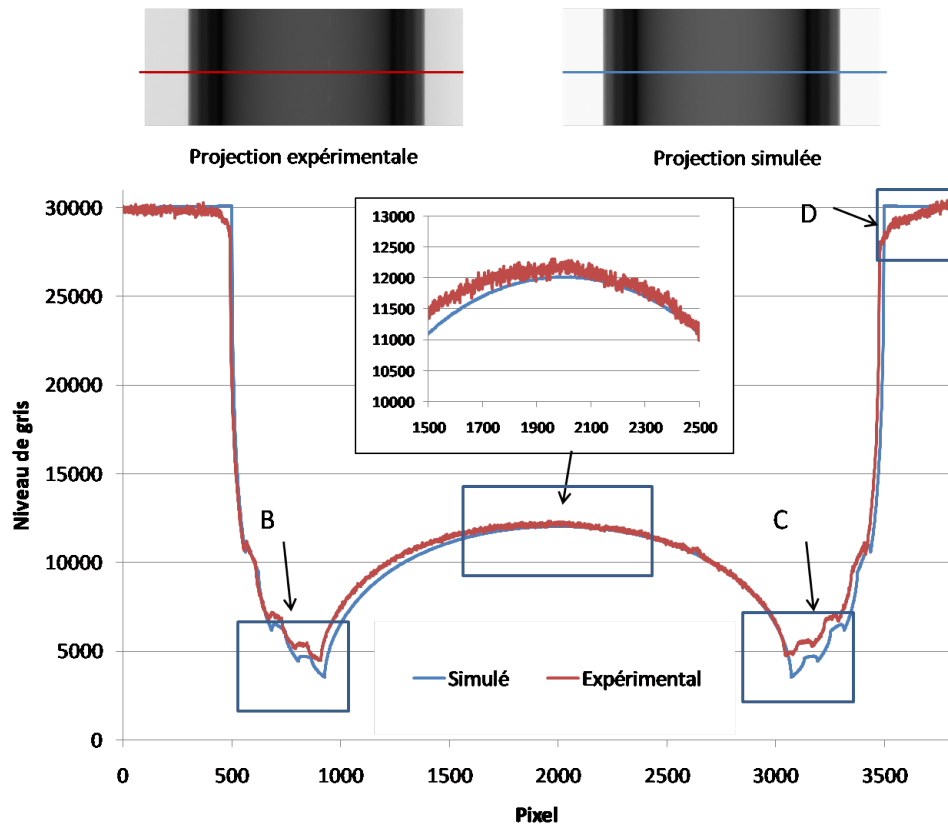 Projection expérimentale
Projection simulée
30000
25000
20000
15000
10000
5000
0
Niveau de gris
0 500 1000 1500 2000 2500 3000 3500
Pixel
13000
12500
12000
11500
11000
10500
10000
1500 1700 1900 2100 2300 2500
B
C
D
Simulé
Expérimental